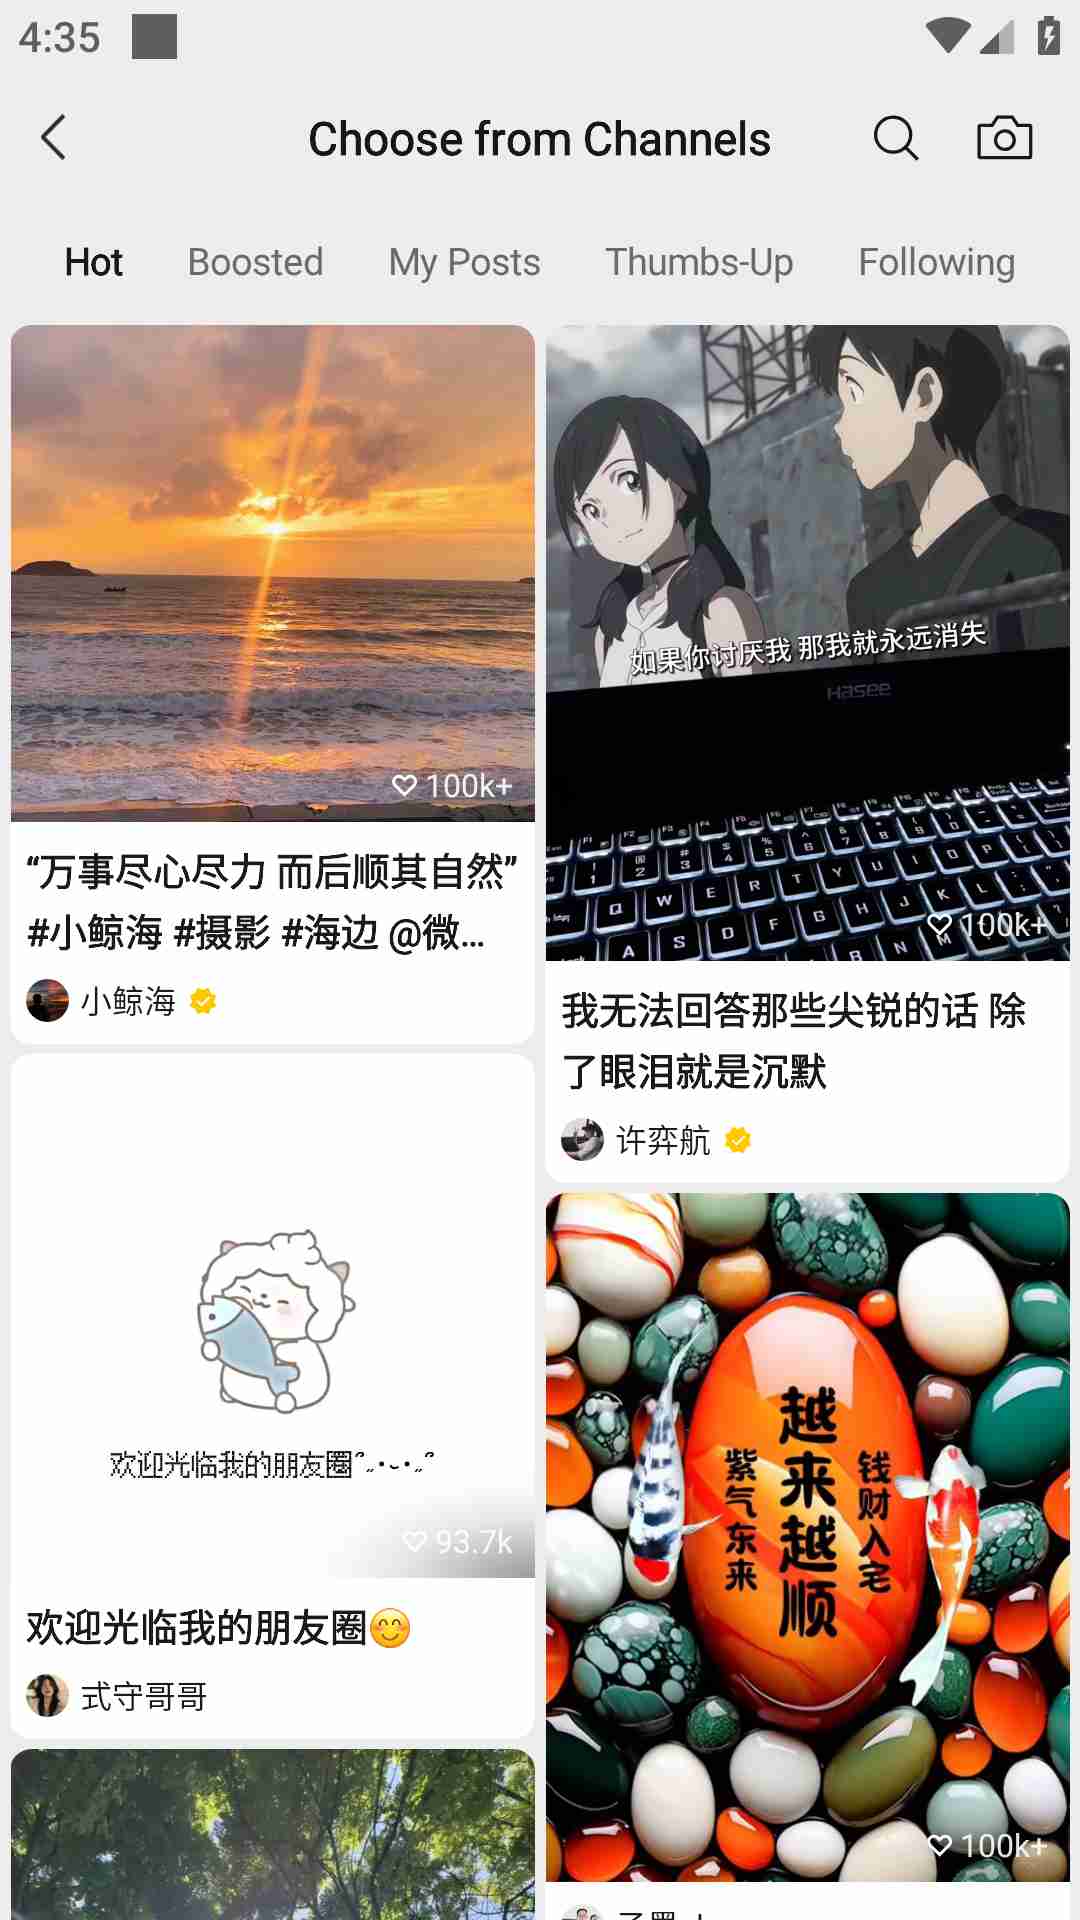 4:35
Choose from Channels
Hot
Boosted
My Posts
Thumbs-Up
Following
100k+
“万事尽心尽力 而后顺其自然”
#小鲸海 #摄影 #海边 @微...
小鲸海
如果你讨厌我 那我就永远消失
HASEE
100k+
我无法回答那些尖锐的话 除
了眼泪就是沉默
许弈航
欢迎光临我的朋友圈
93.7k
欢迎光临我的朋友圈😊
式守哥哥
越来越顺
紫气东来
钱财入宅
100k+